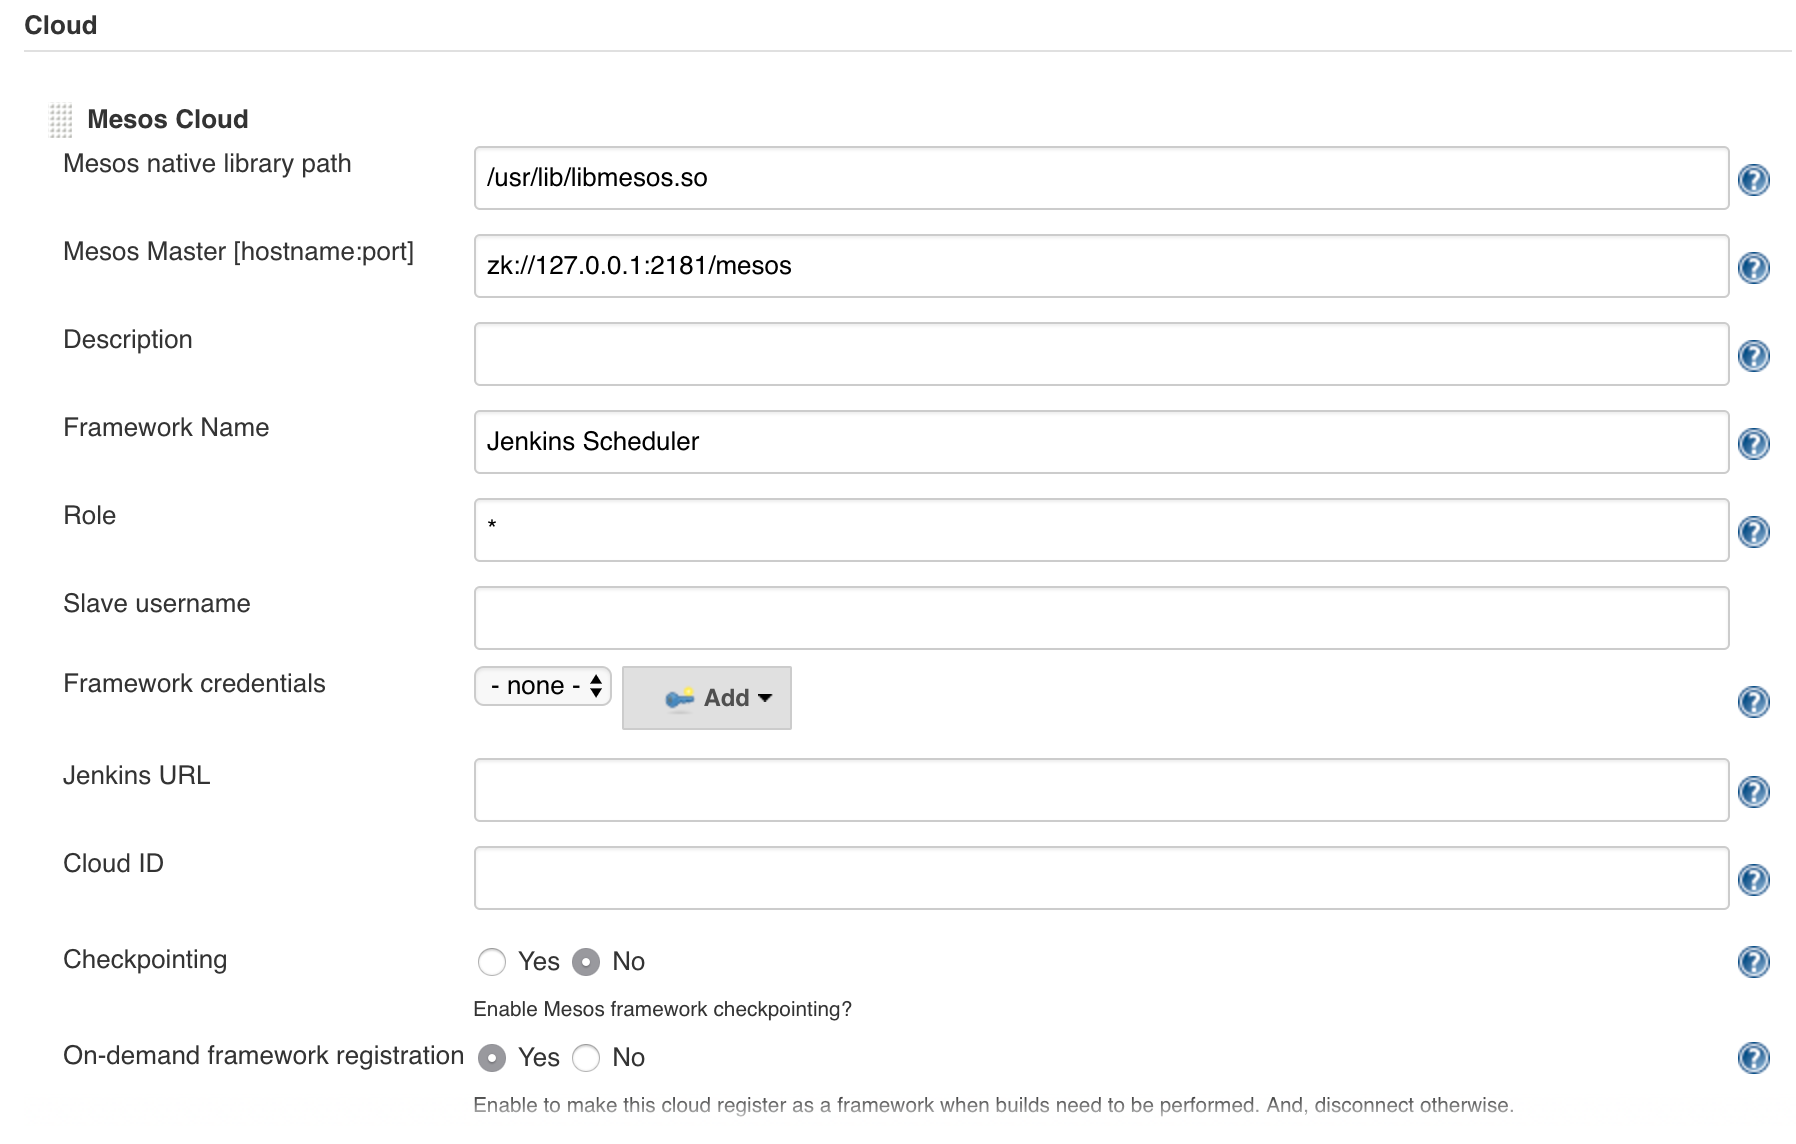 Cloud
Mesos Cloud
Mesos native library path
/usr/lib/libmesos.so
Mesos Master [hostname:port]
zk://127.0.0.1:2181/mesos
Description
Framework Name
Jenkins Scheduler
Role
*
Slave username
Framework credentials
- none -
Add
Jenkins URL
Cloud ID
Checkpointing
Yes No
Enable Mesos framework checkpointing?
On-demand framework registration
Yes No
Enable to make this cloud register as a framework when builds need to be performed. And, disconnect otherwise.